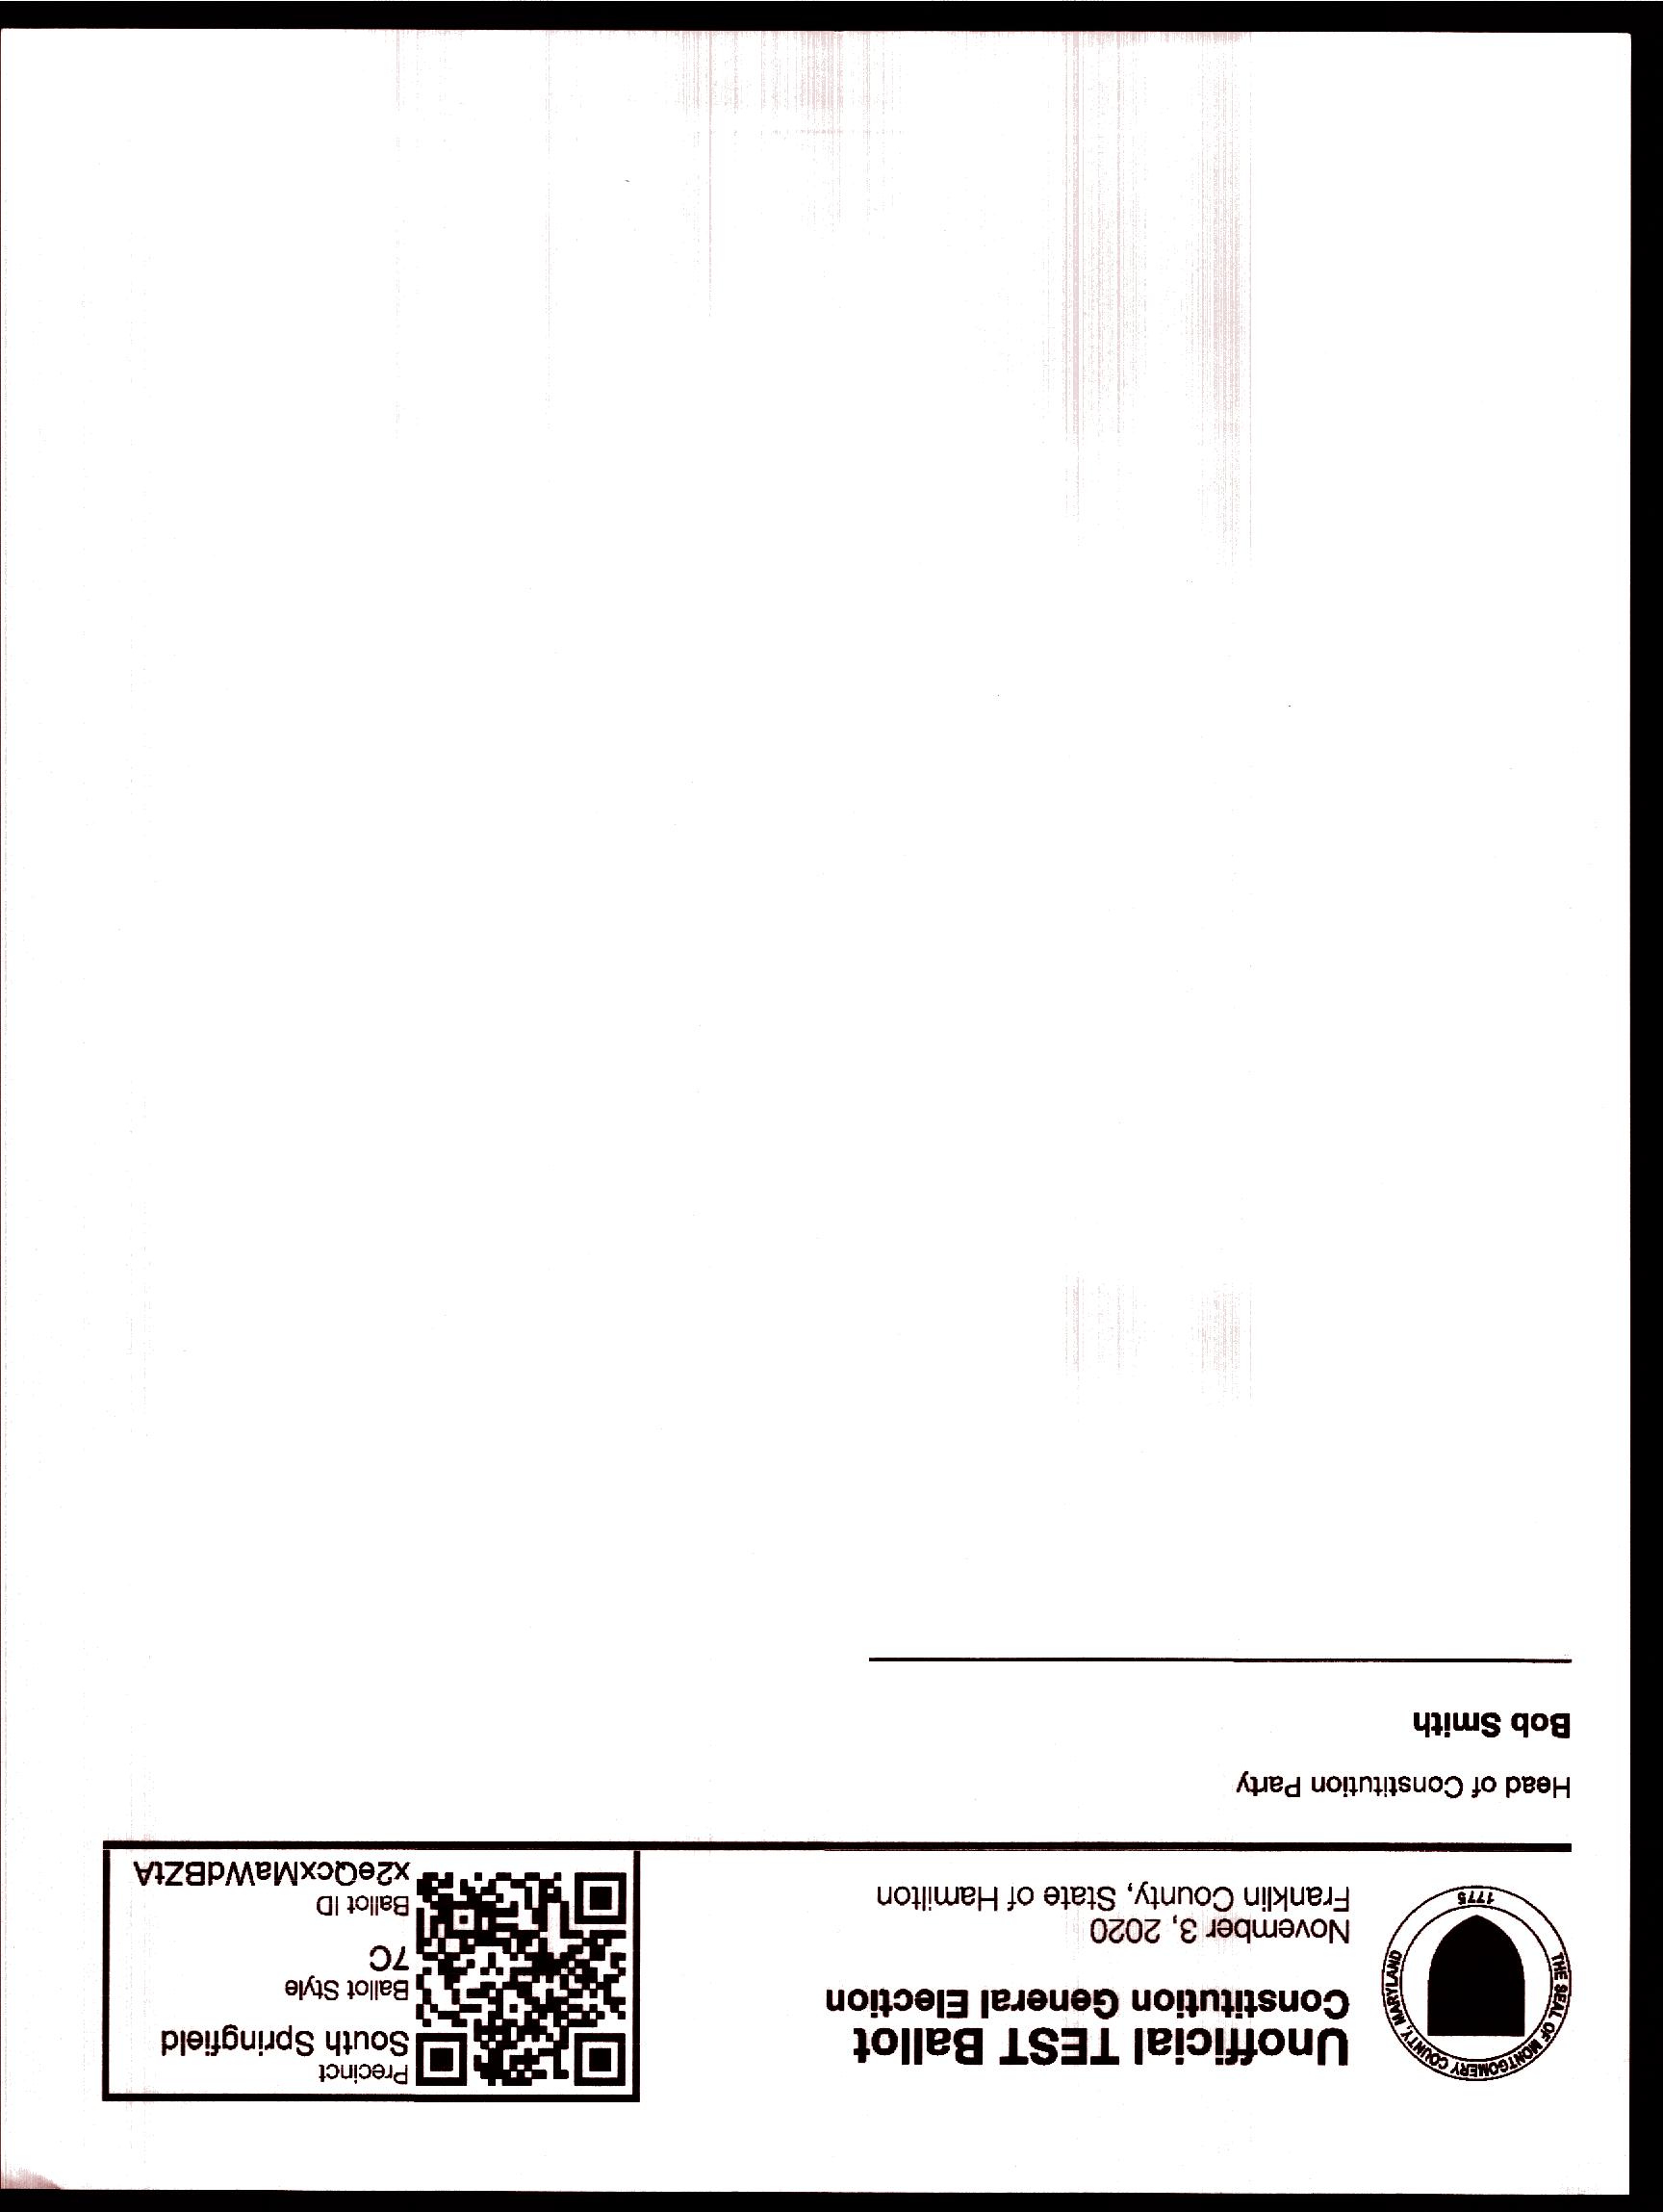 THE SEAL OF MONTGOMERY COUNTY, MARYLAND
1775
Unofficial TEST Ballot
Constitution General Election
November 3, 2020
Franklin County, State of Hamilton
Precinct
South Springfield
Ballot Style
7C
Ballot ID
x2eQcxMaWdBZtA
Head of Constitution Party
Bob Smith